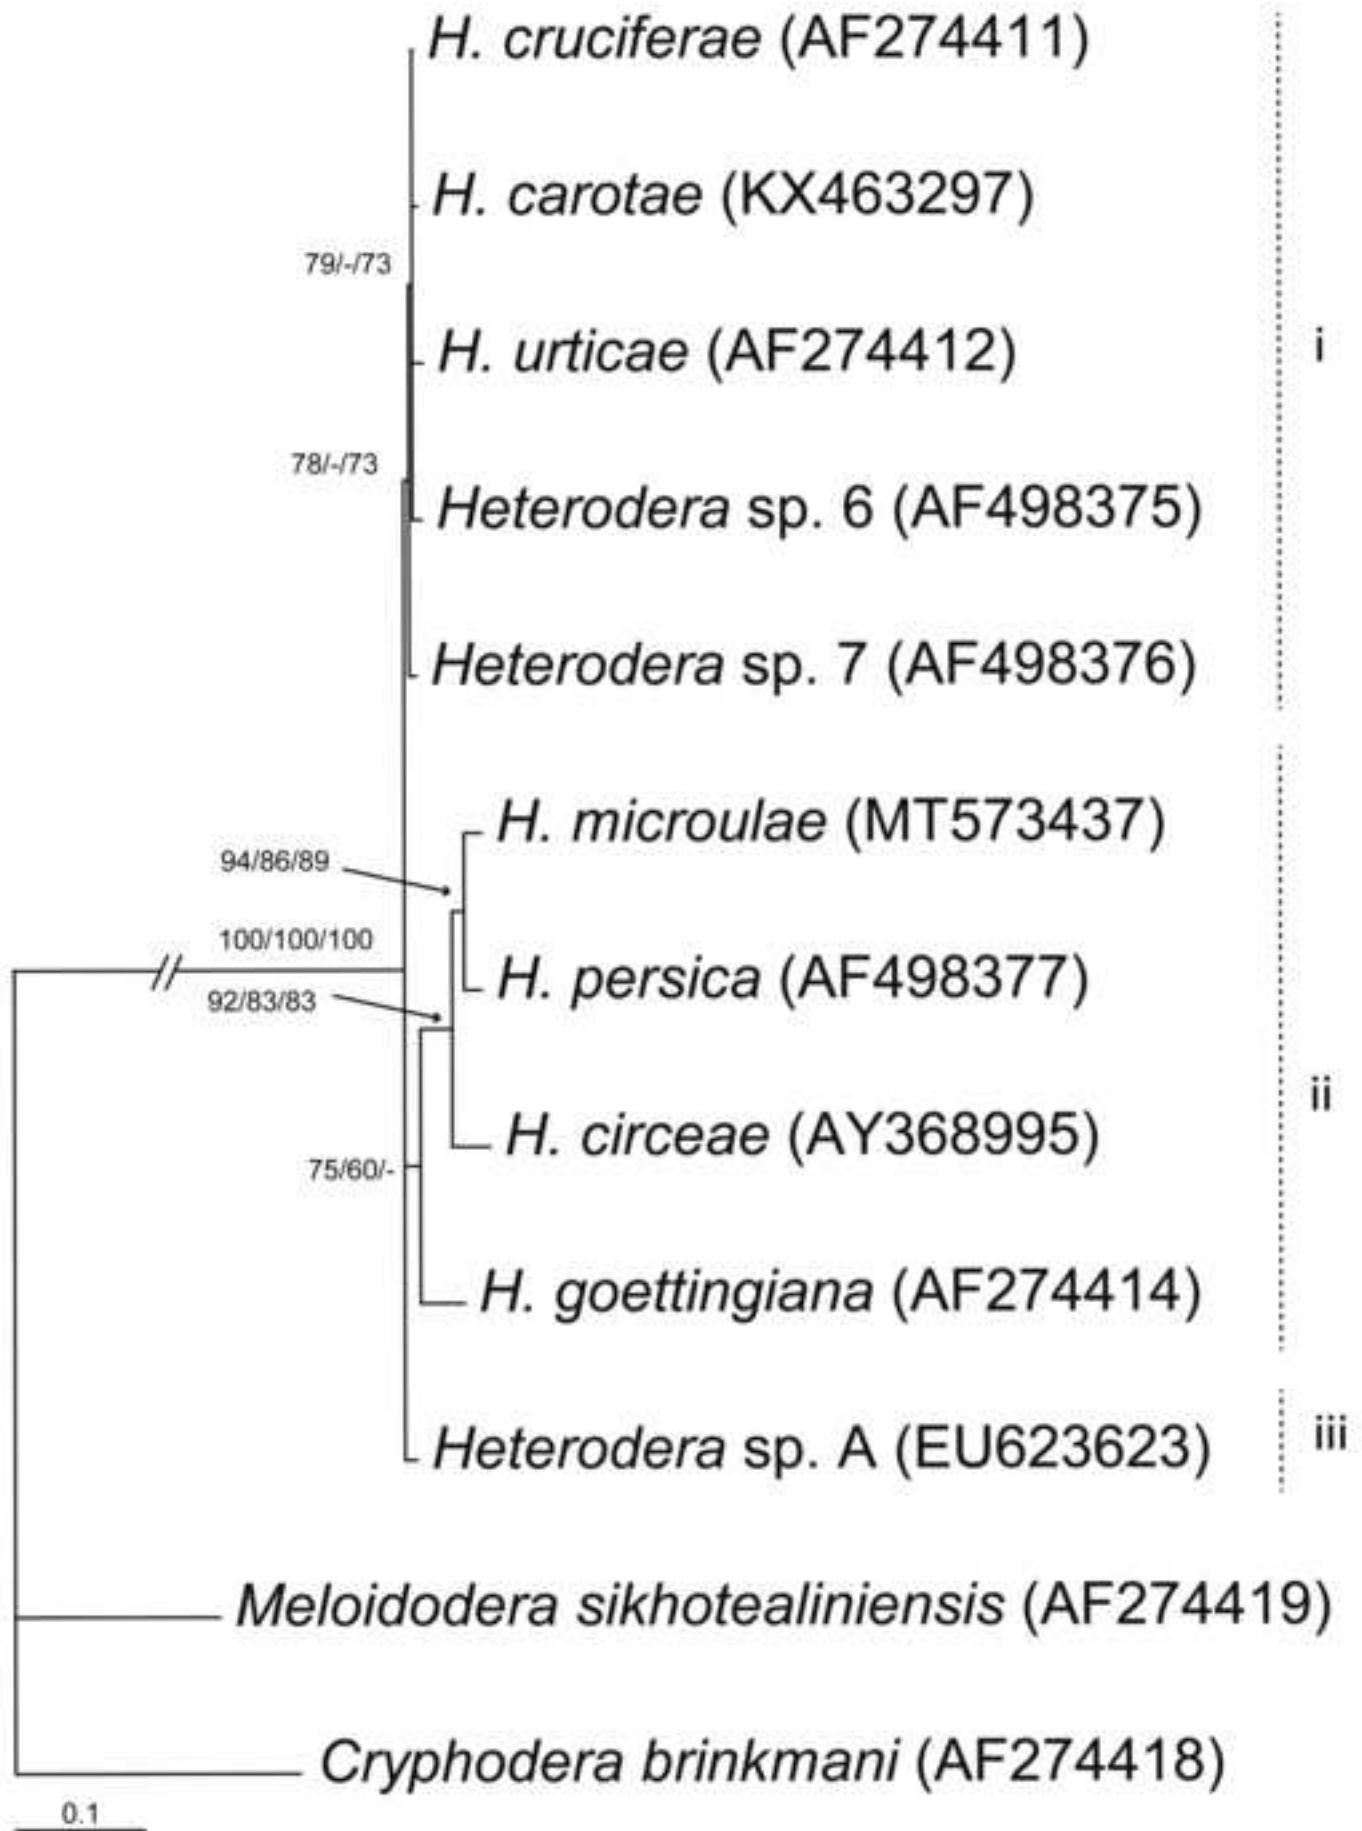 H. cruciferae (AF274411)
H. carotae (KX463297)
79/-/73
H. urticae (AF274412)
i
78/-/73
Heterodera sp. 6 (AF498375)
Heterodera sp. 7 (AF498376)
H. microulae (MT573437)
94/86/89
100/100/100
H. persica (AF498377)
92/83/83
ii
H. circeae (AY368995)
75/60/-
H. goettingiana (AF274414)
Heterodera sp. A (EU623623)
iii
Meloidodera sikhotealiniensis (AF274419)
Cryphodera brinkmani (AF274418)
0.1